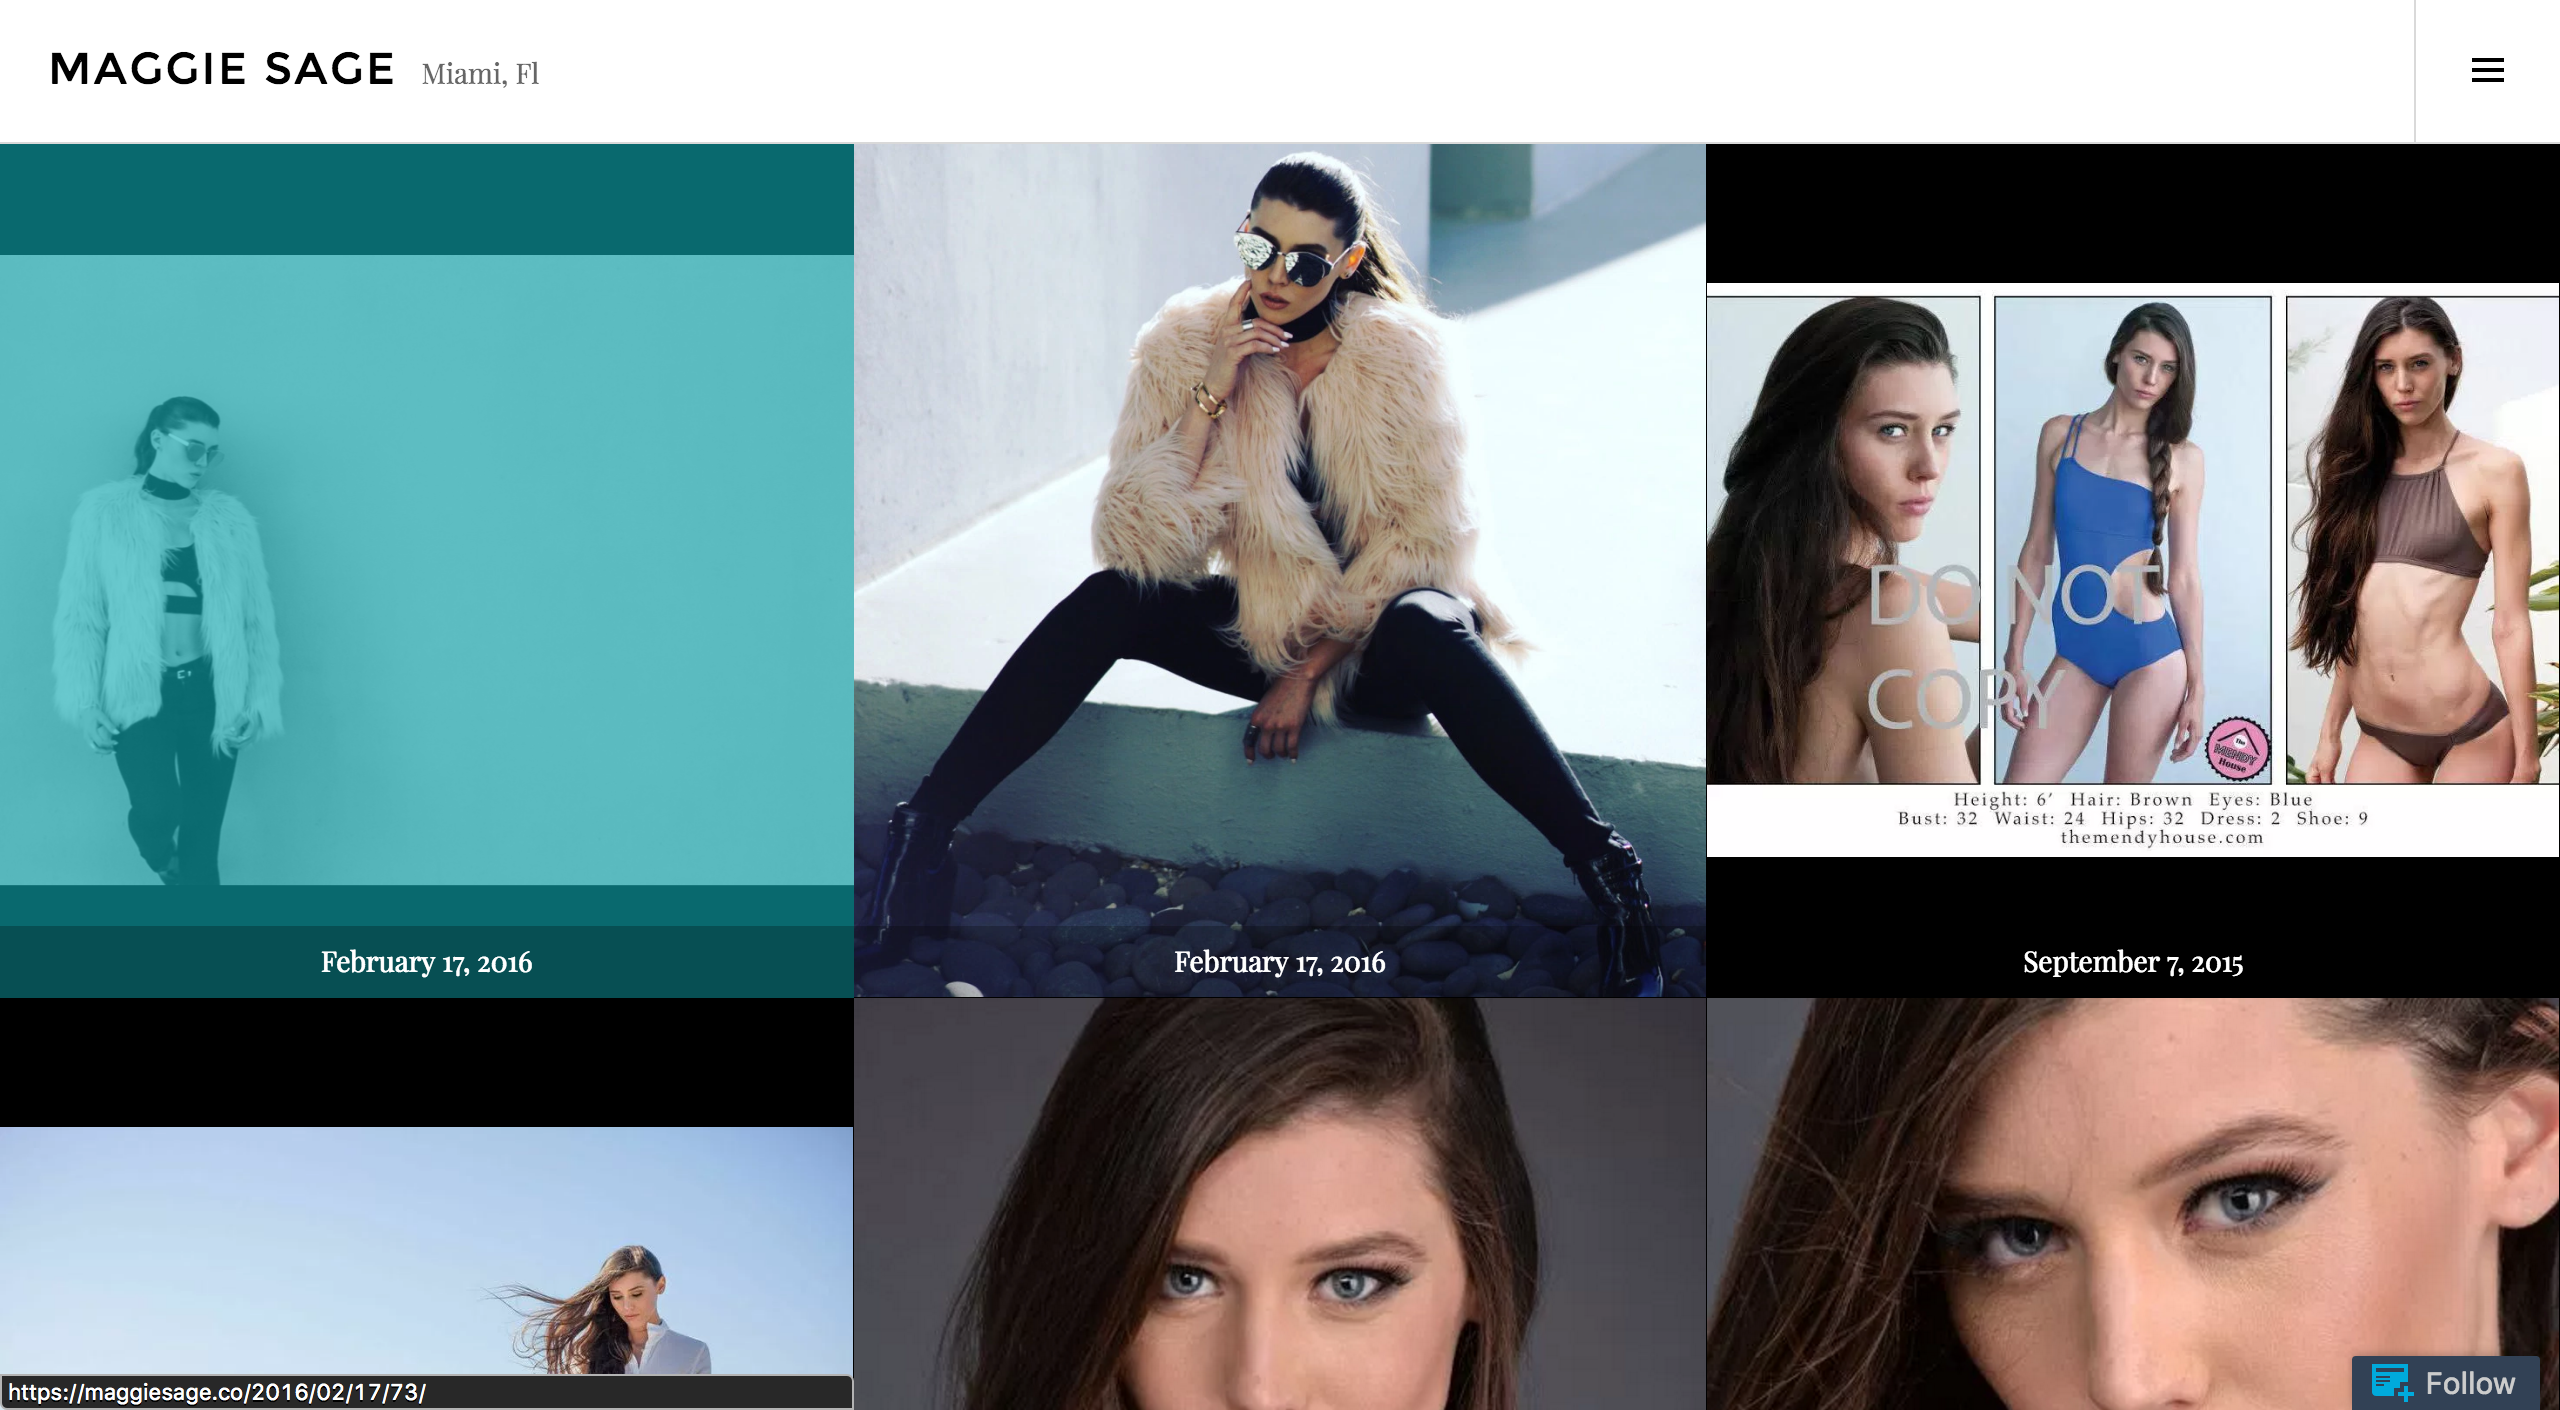 MAGGIE SAGE Miami, Fl
DO NOT
COPY
The
MENDY
House
Height: 6′ Hair: Brown Eyes: Blue
Bust: 32 Waist: 24 Hips: 32 Dress: 2 Shoe: 9
themendyhouse.com
February 17, 2016
February 17, 2016
September 7, 2015
https://maggiesage.co/2016/02/17/73/
Follow